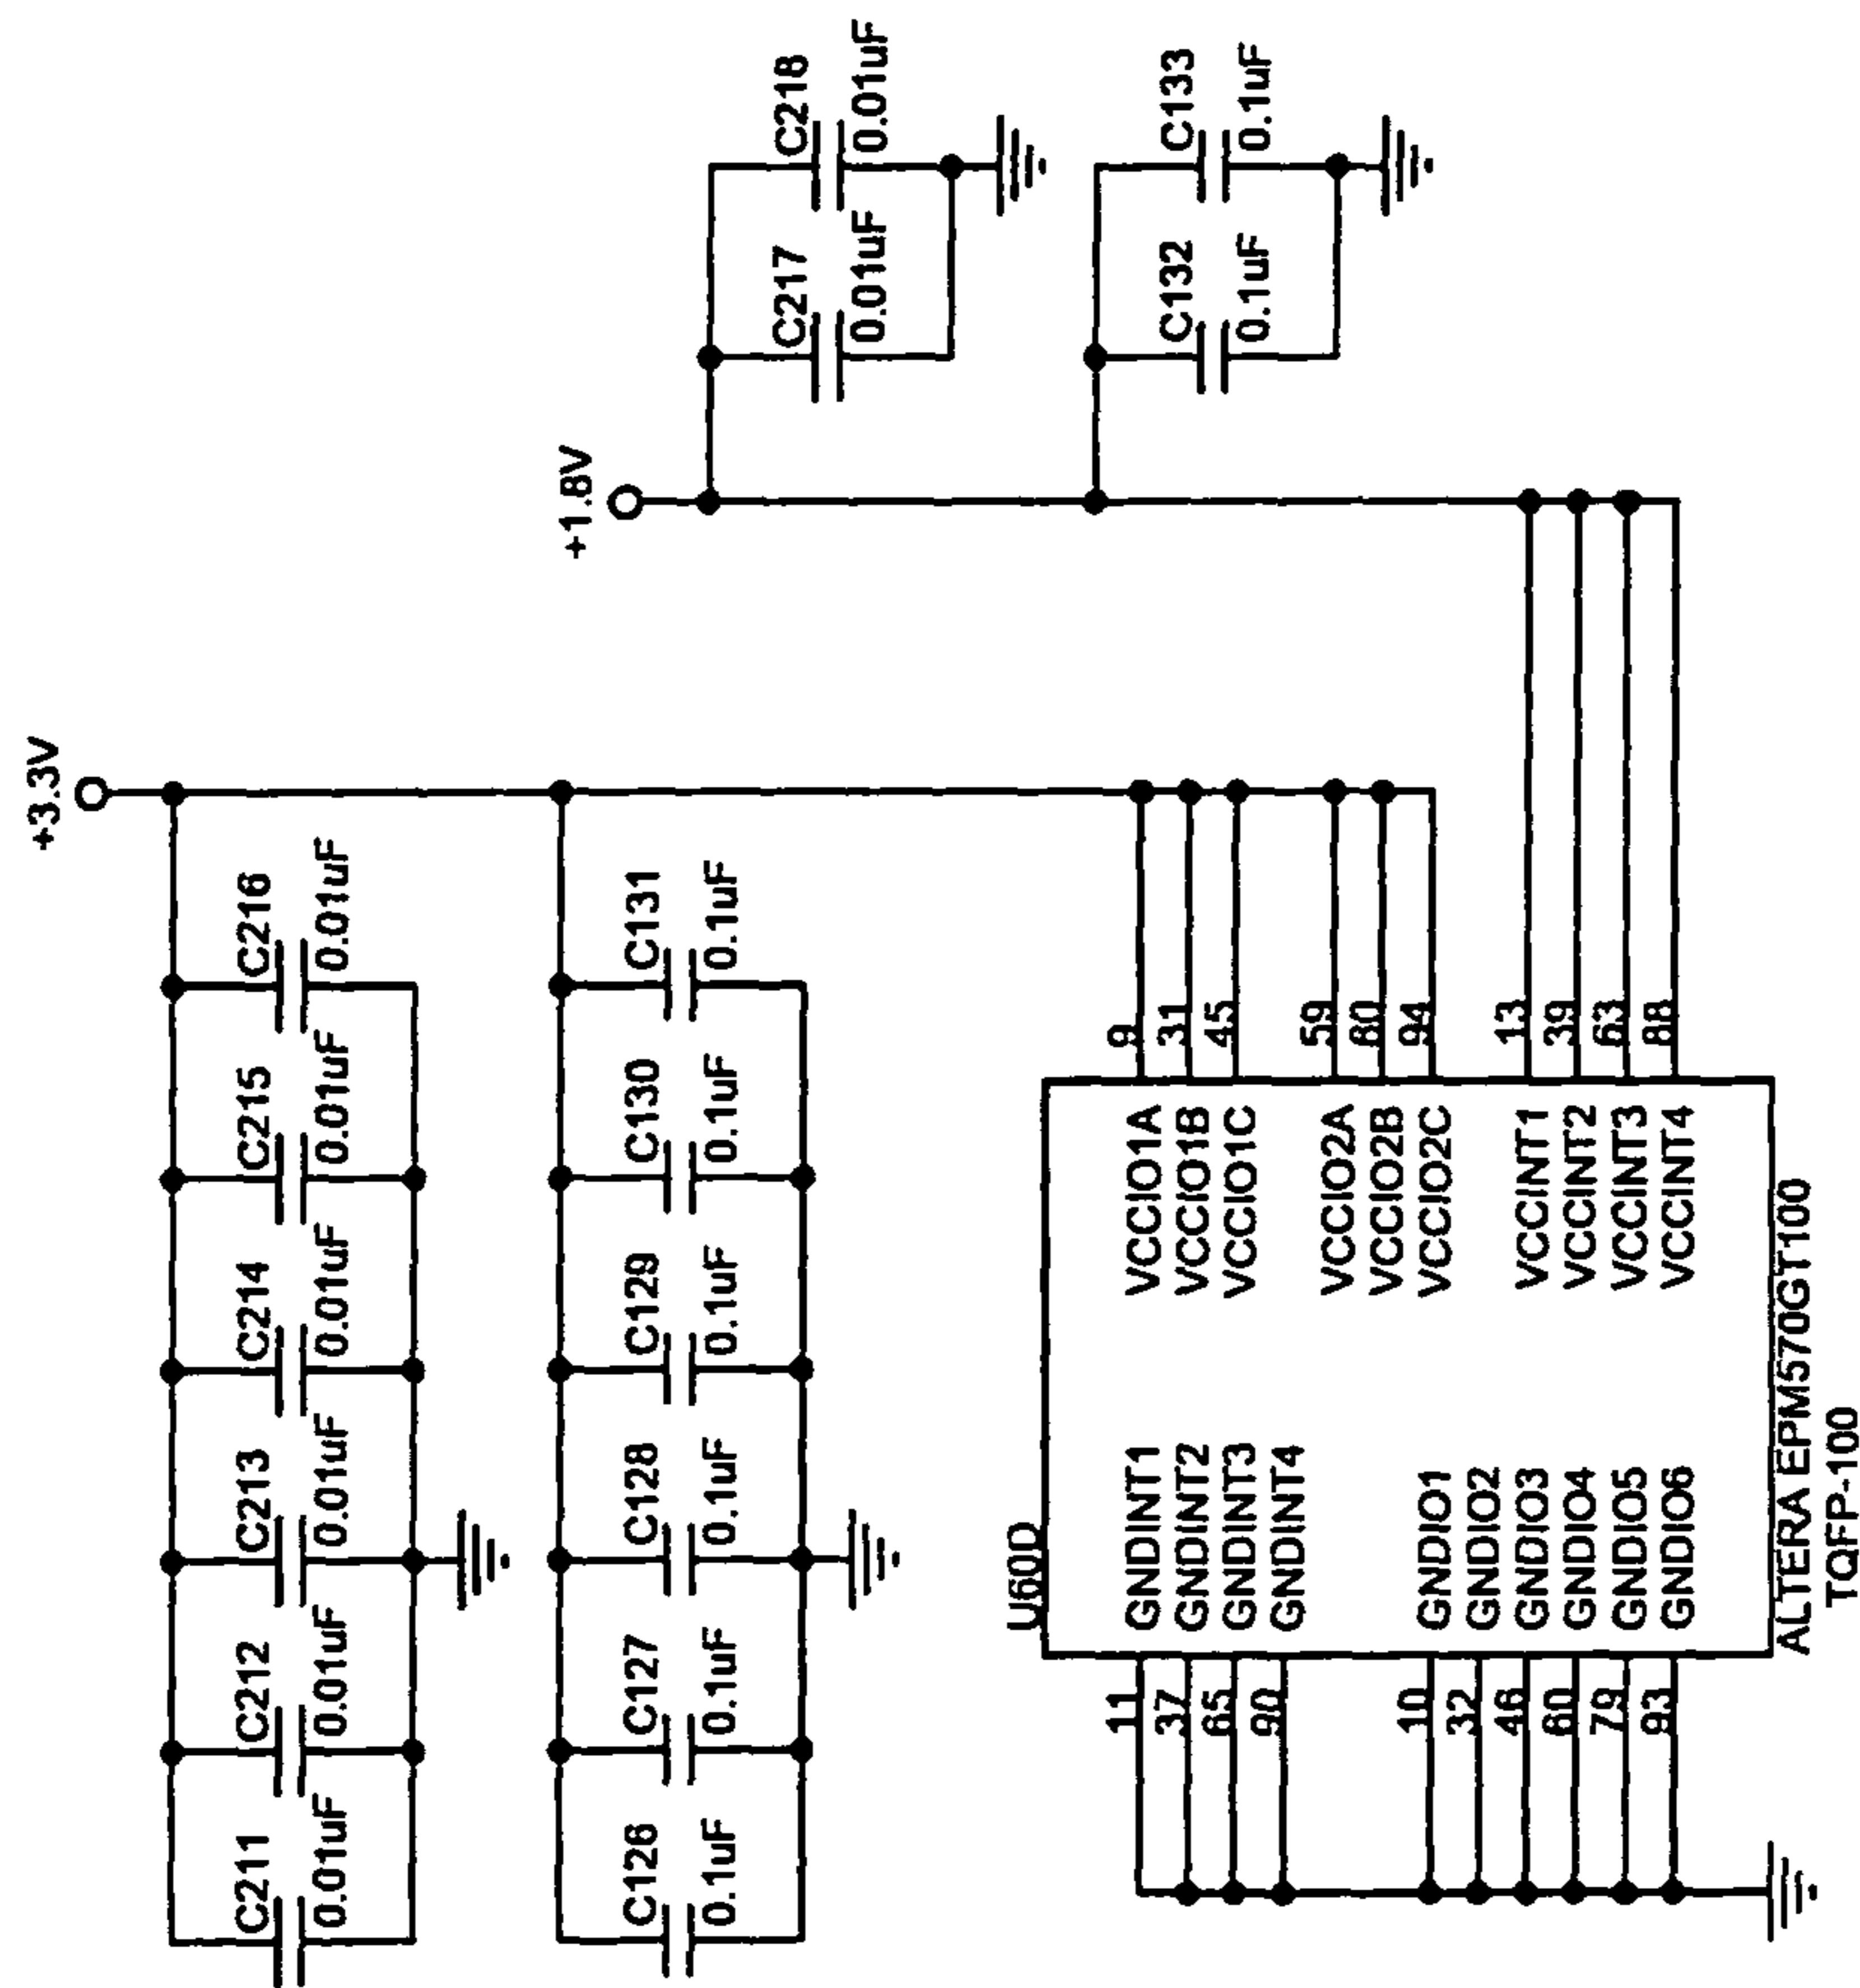 +3.3V
C211 C212 C213 C214 C215 C216
0.01uF 0.01uF 0.01uF 0.01uF 0.01uF 0.01uF
+1.8V
C126 C127 C128 C129 C130 C131
0.1uF 0.1uF 0.1uF 0.1uF 0.1uF 0.1uF
C217 C218
0.01uF 0.01uF
U60D
11 GNDINT1 VCCIO1A 9
37 GNDINT2 VCCIO1B 31
65 GNDINT3 VCCIO1C 45
90 GNDINT4
C132 C133
0.1uF 0.1uF
VCCIO2A 59
VCCIO2B 80
10 GNDIO1 VCCIO2C 94
32 GNDIO2
46 GNDIO3 VCCINT1 13
60 GNDIO4 VCCINT2 39
79 GNDIO5 VCCINT3 63
93 GNDIO6 VCCINT4 88
ALTERA EPM570GT100
TQFP-100